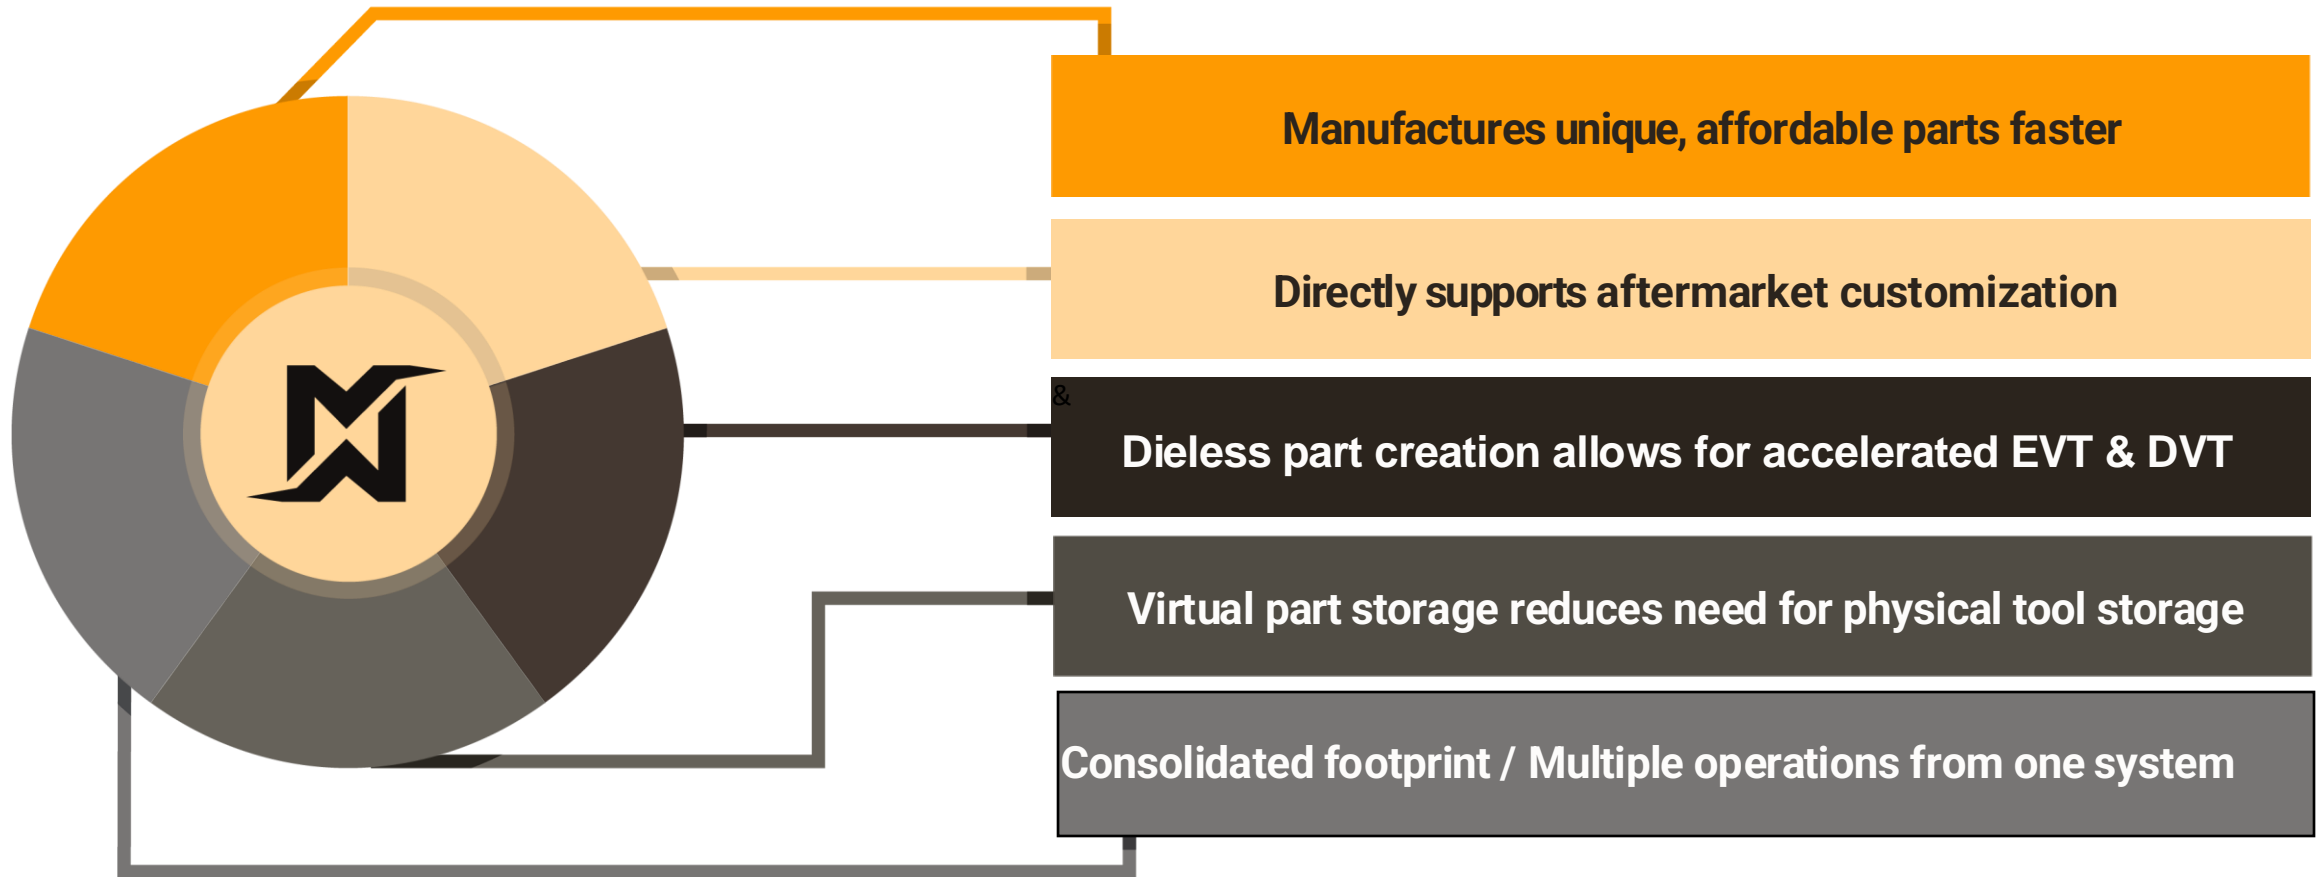 Manufactures unique, affordable parts faster
Directly supports aftermarket customization
&
Dieless part creation allows for accelerated EVT & DVT
Virtual part storage reduces need for physical tool storage
Consolidated footprint / Multiple operations from one system